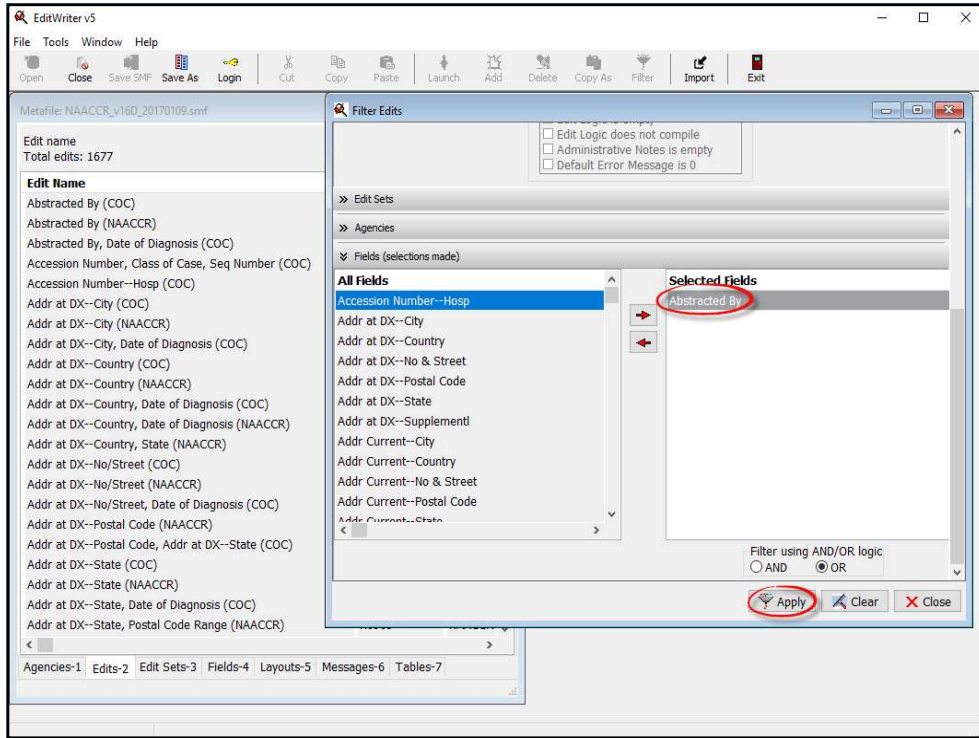 EditWriter v5
File Tools Window Help
Open Close Save SMF Save As Login Cut Copy Paste Launch Add Delete Copy As Filter Import Exit
Metafile: NAACCR_v16D_20170109.smf
Edit name
Total edits: 1677
Edit Name
Abstracted By (COC)
Abstracted By (NAACCR)
Abstracted By, Date of Diagnosis (COC)
Accession Number, Class of Case, Seq Number (COC)
Accession Number--Hosp (COC)
Addr at DX--City (COC)
Addr at DX--City (NAACCR)
Addr at DX--City, Date of Diagnosis (COC)
Addr at DX--Country (COC)
Addr at DX--Country (NAACCR)
Addr at DX--Country, Date of Diagnosis (COC)
Addr at DX--Country, Date of Diagnosis (NAACCR)
Addr at DX--Country, State (NAACCR)
Addr at DX--No/Street (COC)
Addr at DX--No/Street (NAACCR)
Addr at DX--No/Street, Date of Diagnosis (COC)
Addr at DX--Postal Code (NAACCR)
Addr at DX--Postal Code, Addr at DX--State (COC)
Addr at DX--State (COC)
Addr at DX--State (NAACCR)
Addr at DX--State, Date of Diagnosis (COC)
Addr at DX--State, Postal Code Range (NAACCR)
Agencies-1 Edits-2 Edit Sets-3 Fields-4 Layouts-5 Messages-6 Tables-7
Filter Edits
Edit Logic does not compile
Administrative Notes is empty
Default Error Message is 0
Edit Sets
Agencies
Fields (selections made)
All Fields
Accession Number--Hosp
Addr at DX--City
Addr at DX--Country
Addr at DX--No & Street
Addr at DX--Postal Code
Addr at DX--State
Addr at DX--Supplementl
Addr Current--City
Addr Current--Country
Addr Current--No & Street
Addr Current--Postal Code
Addr Current--State
Selected Fields
Abstracted By
Filter using AND/OR logic
AND OR
Apply Clear Close